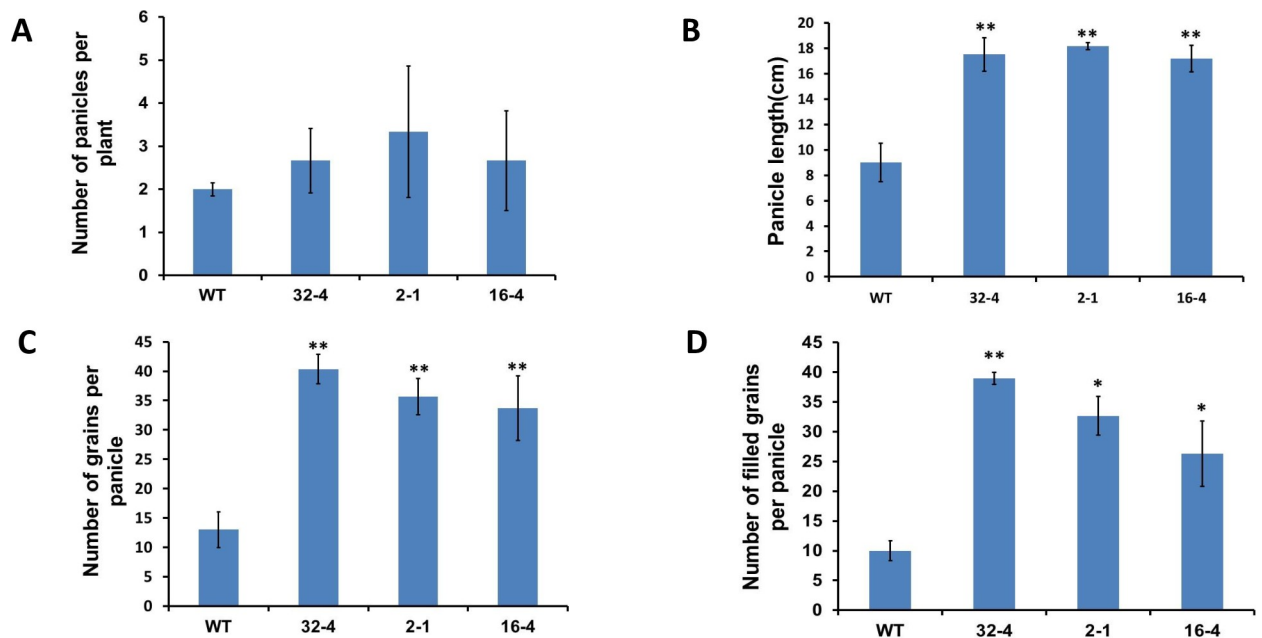 A
Number of panicles per
plant
6
5
4
3
2
1
0
WT 32-4 2-1 16-4
B
Panicle length(cm)
20
18
16
14
12
10
8
6
4
2
0
** ** **
WT 32-4 2-1 16-4
C
Number of grains per
panicle
45
40
35
30
25
20
15
10
5
0
** ** **
WT 32-4 2-1 16-4
D
Number of filled grains
per panicle
45
40
35
30
25
20
15
10
5
0
** * *
WT 32-4 2-1 16-4